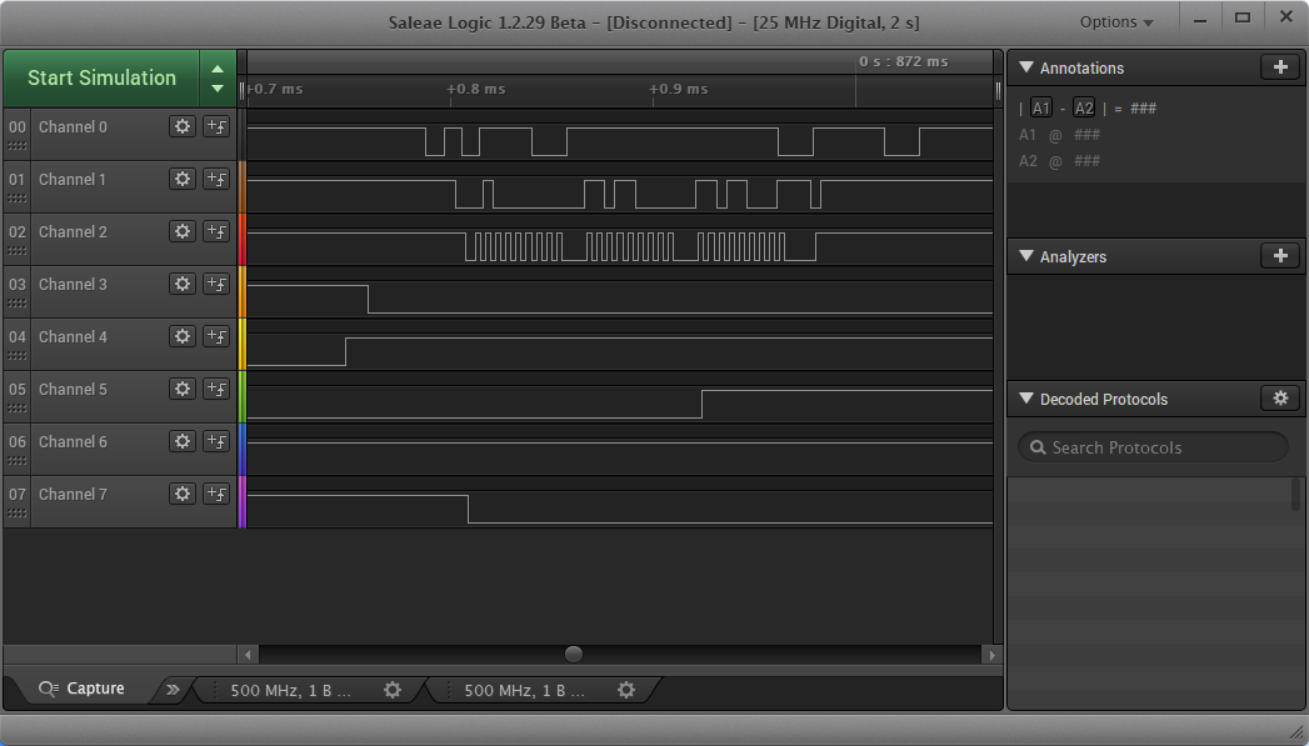 Saleae Logic 1.2.29 Beta - [Disconnected] - [25 MHz Digital, 2 s]
Options
Start Simulation
0 s : 872 ms
+0.7 ms
+0.8 ms
+0.9 ms
00 Channel 0
01 Channel 1
02 Channel 2
03 Channel 3
04 Channel 4
05 Channel 5
06 Channel 6
07 Channel 7
Annotations
| A1 - A2 | = ###
A1 @ ###
A2 @ ###
Analyzers
Decoded Protocols
Search Protocols
Capture
500 MHz, 1 B ...
500 MHz, 1 B ...